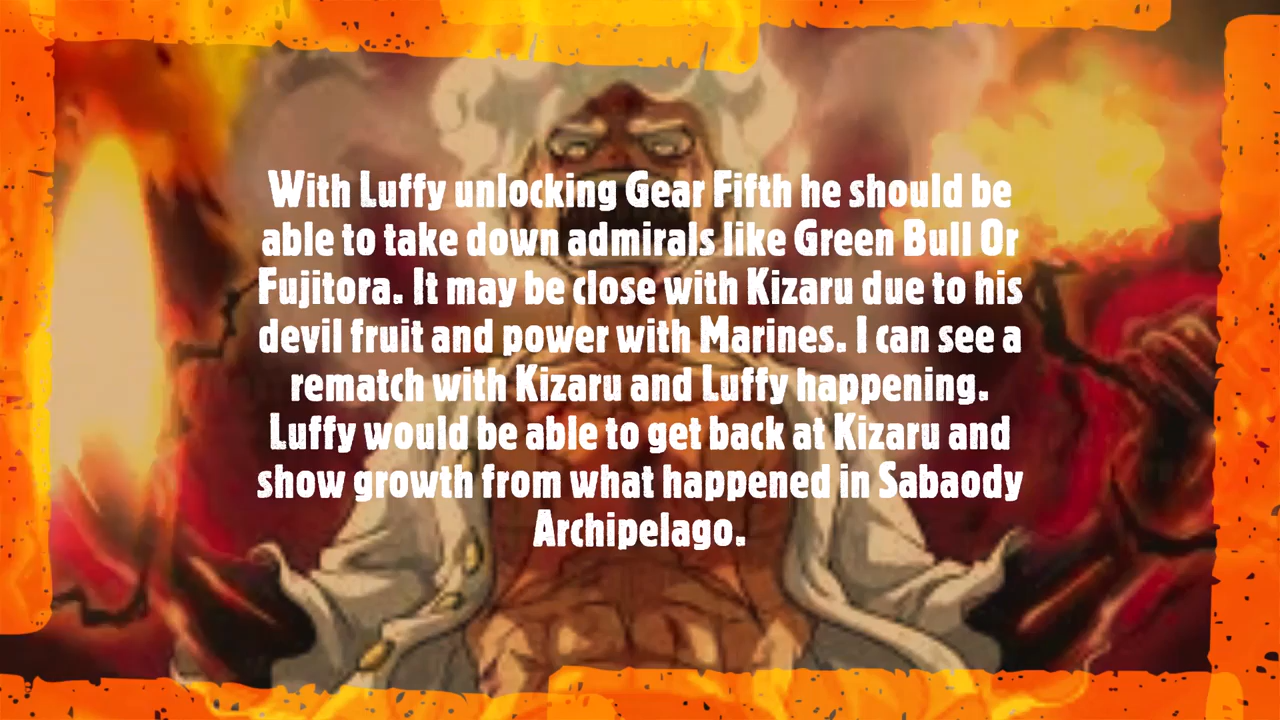 With Luffy unlocking Gear Fifth he should be
able to take down admirals like Green Bull Or
Fujitora. It may be close with Kizaru due to his
devil fruit and power with Marines. I can see a
rematch with Kizaru and Luffy happening.
Luffy would be able to get back at Kizaru and
show growth from what happened in Sabaody
Archipelago.